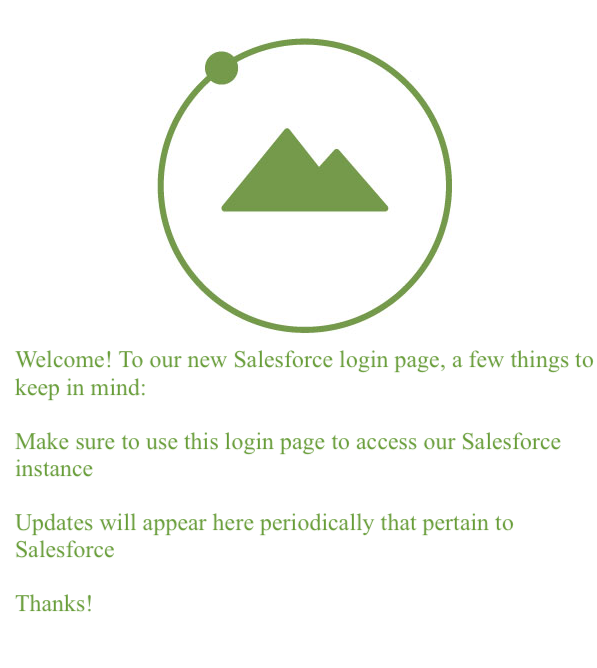 Welcome! To our new Salesforce login page, a few things to
keep in mind:
Make sure to use this login page to access our Salesforce
instance
Updates will appear here periodically that pertain to
Salesforce
Thanks!